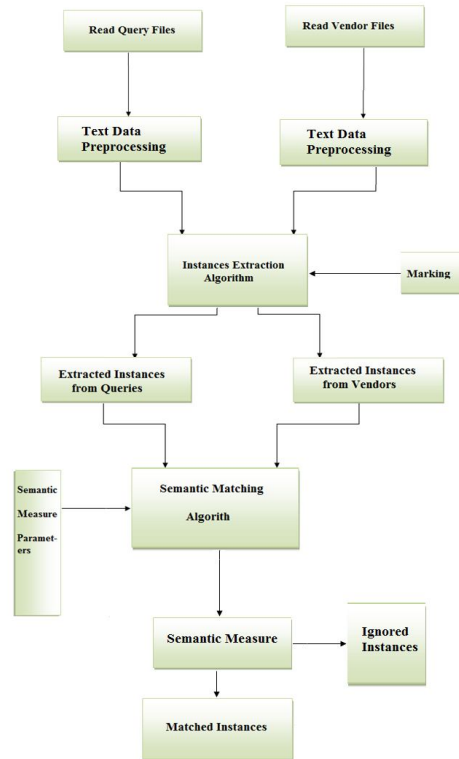 Read Query Files
Read Vendor Files
Text Data
Preprocessing
Text Data
Preprocessing
Instances Extraction
Algorithm
Marking
Extracted Instances
from Queries
Extracted Instances
from Vendors
Semantic
Measure
Paramet-
ers
Semantic Matching
Algorith
Semantic Measure
Ignored
Instances
Matched Instances